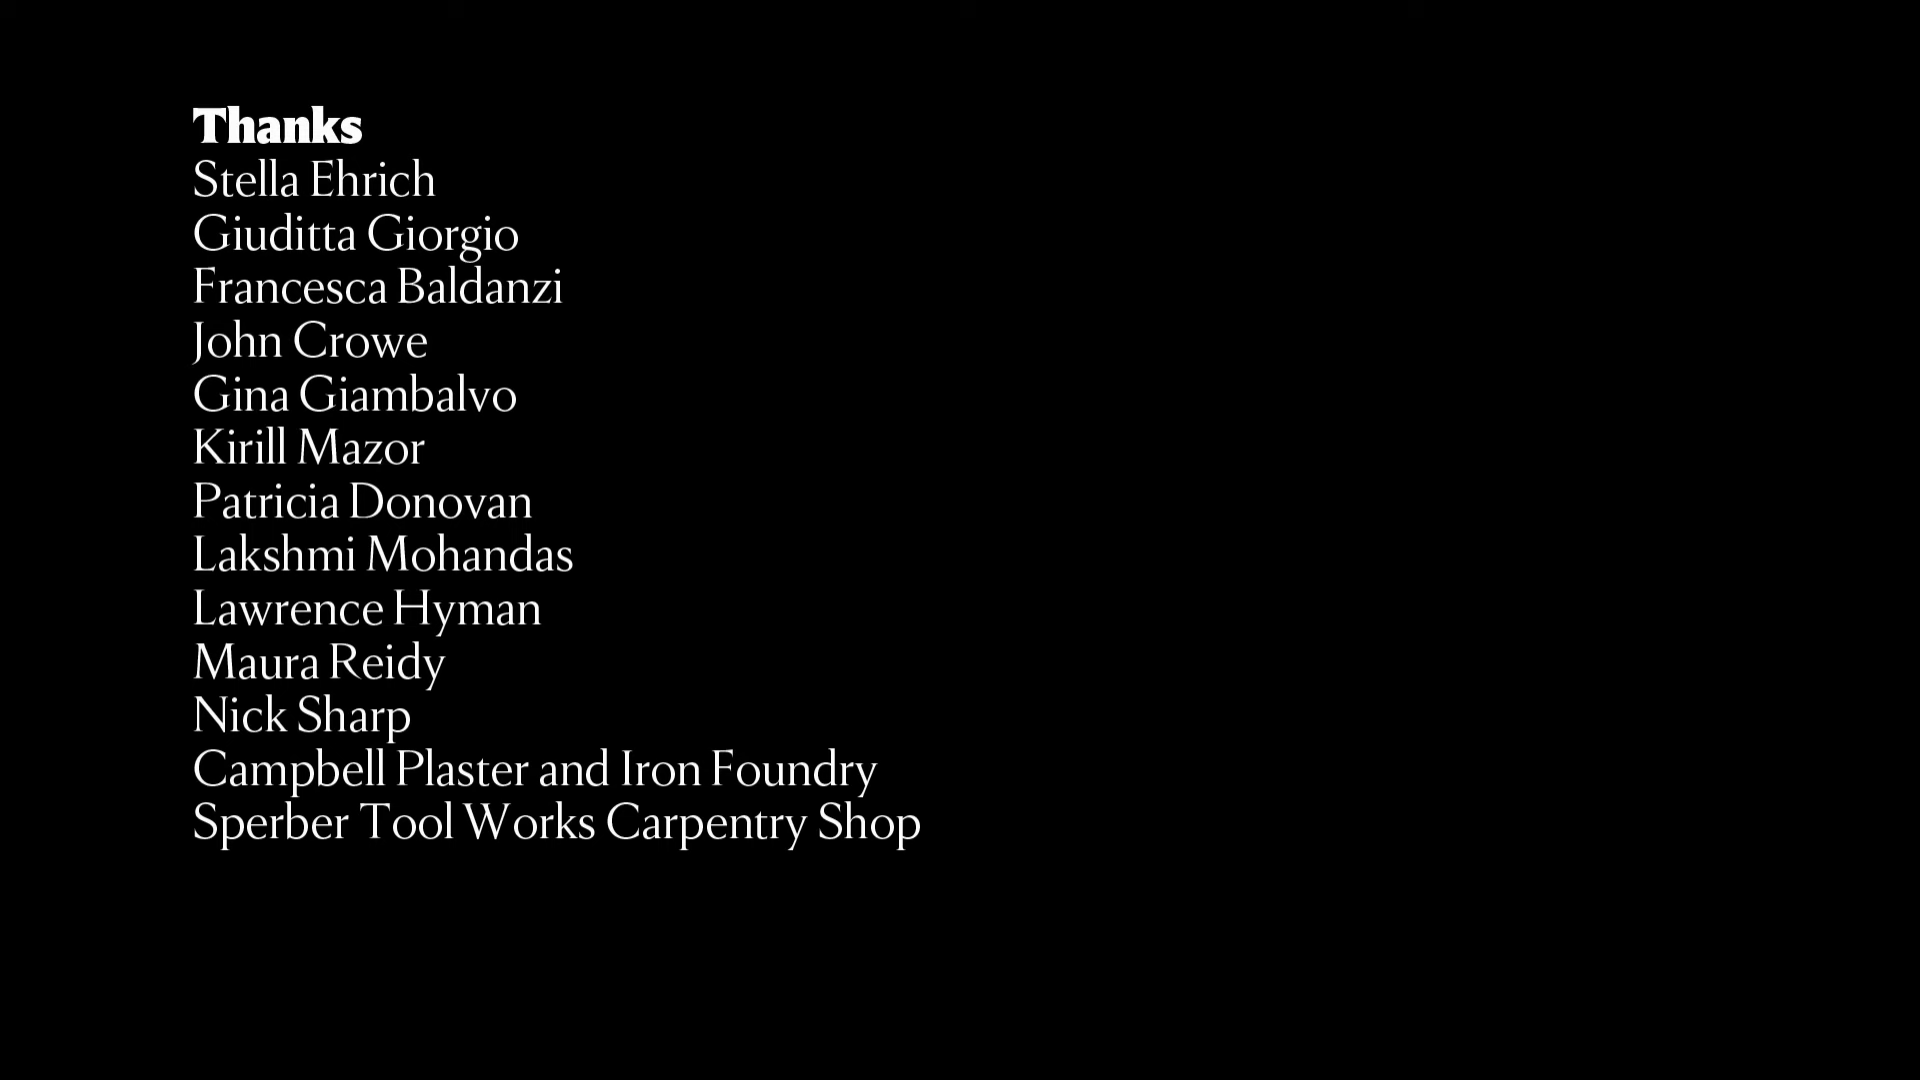 Thanks
Stella Ehrich
Giuditta Giorgio
Francesca Baldanzi
John Crowe
Gina Giambalvo
Kirill Mazor
Patricia Donovan
Lakshmi Mohandas
Lawrence Hyman
Maura Reidy
Nick Sharp
Campbell Plaster and Iron Foundry
Sperber Tool Works Carpentry Shop